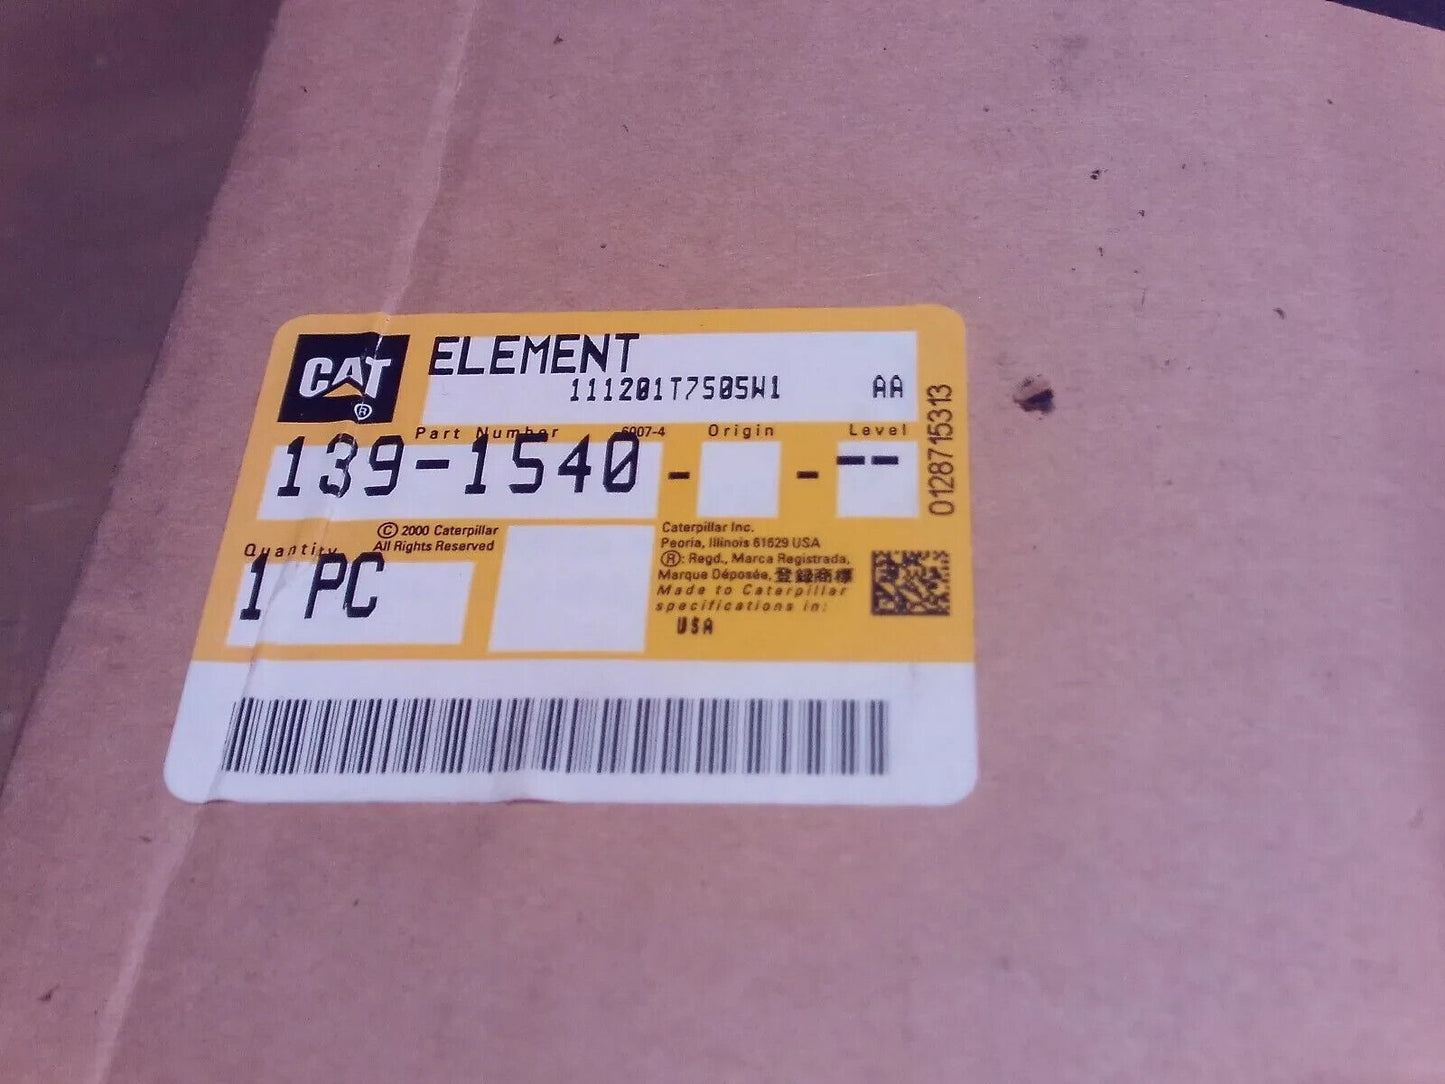 CAT
®
ELEMENT
111201T7505W1 AA
Part Number 6007-4 Origin Level
139-1540 - - --
0128715313
© 2000 Caterpillar
All Rights Reserved
Quantity
1 PC
Caterpillar Inc.
Peoria, Illinois 61629 USA
®: Regd., Marca Registrada,
Marque Déposée, 登録商標
Made to Caterpillar
specifications in:
USA